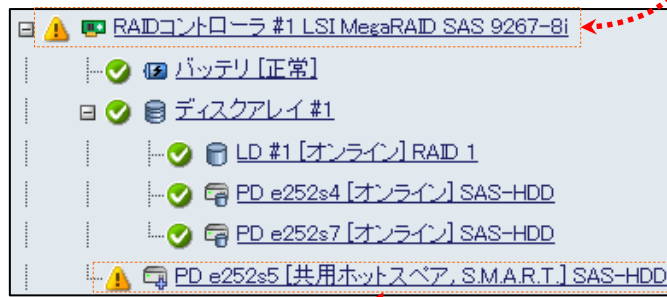 RAIDコントローラ #1 LSI MegaRAID SAS 9267-8i
バッテリ [正常]
ディスクアレイ #1
LD #1 [オンライン] RAID 1
PD e252s4 [オンライン] SAS-HDD
PD e252s7 [オンライン] SAS-HDD
PD e252s5 [共用ホットスペア, S.M.A.R.T.] SAS-HDD